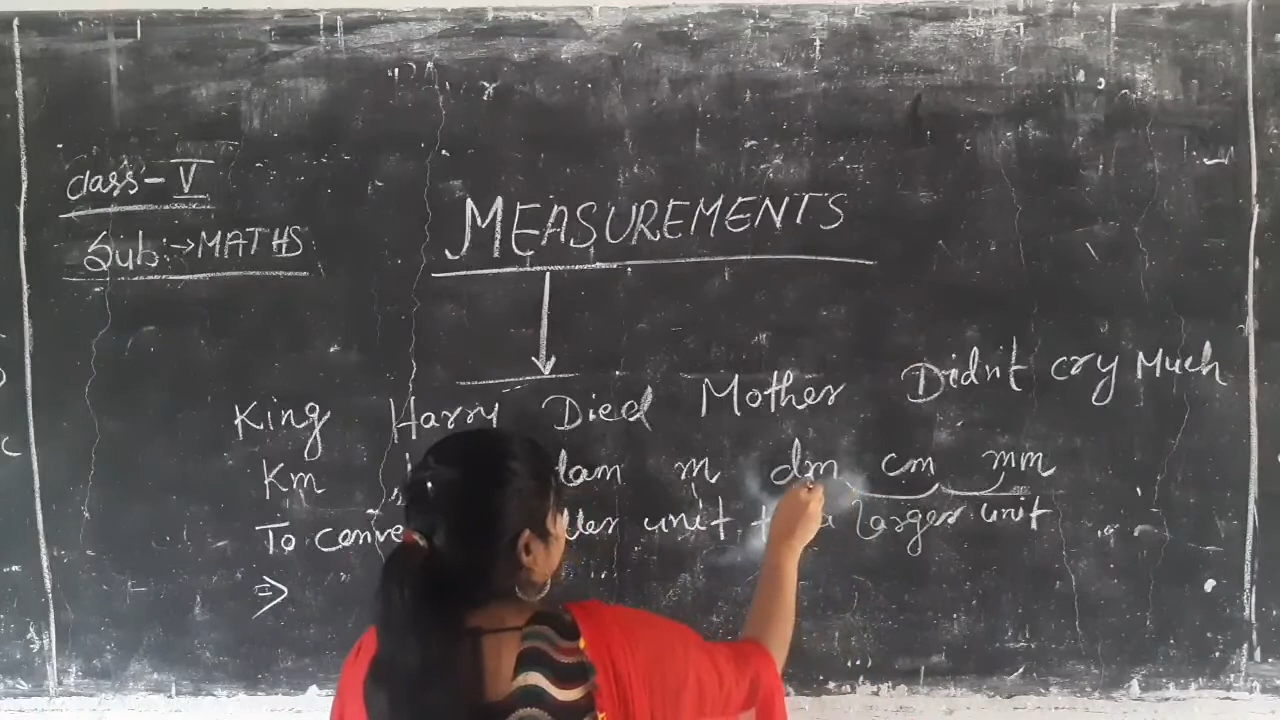 Class - V
Sub :→ MATHS
MEASUREMENTS
King Harry Died Mother Didn't cry Much
Km dam m dm cm mm
To unit a larger unit
⇒